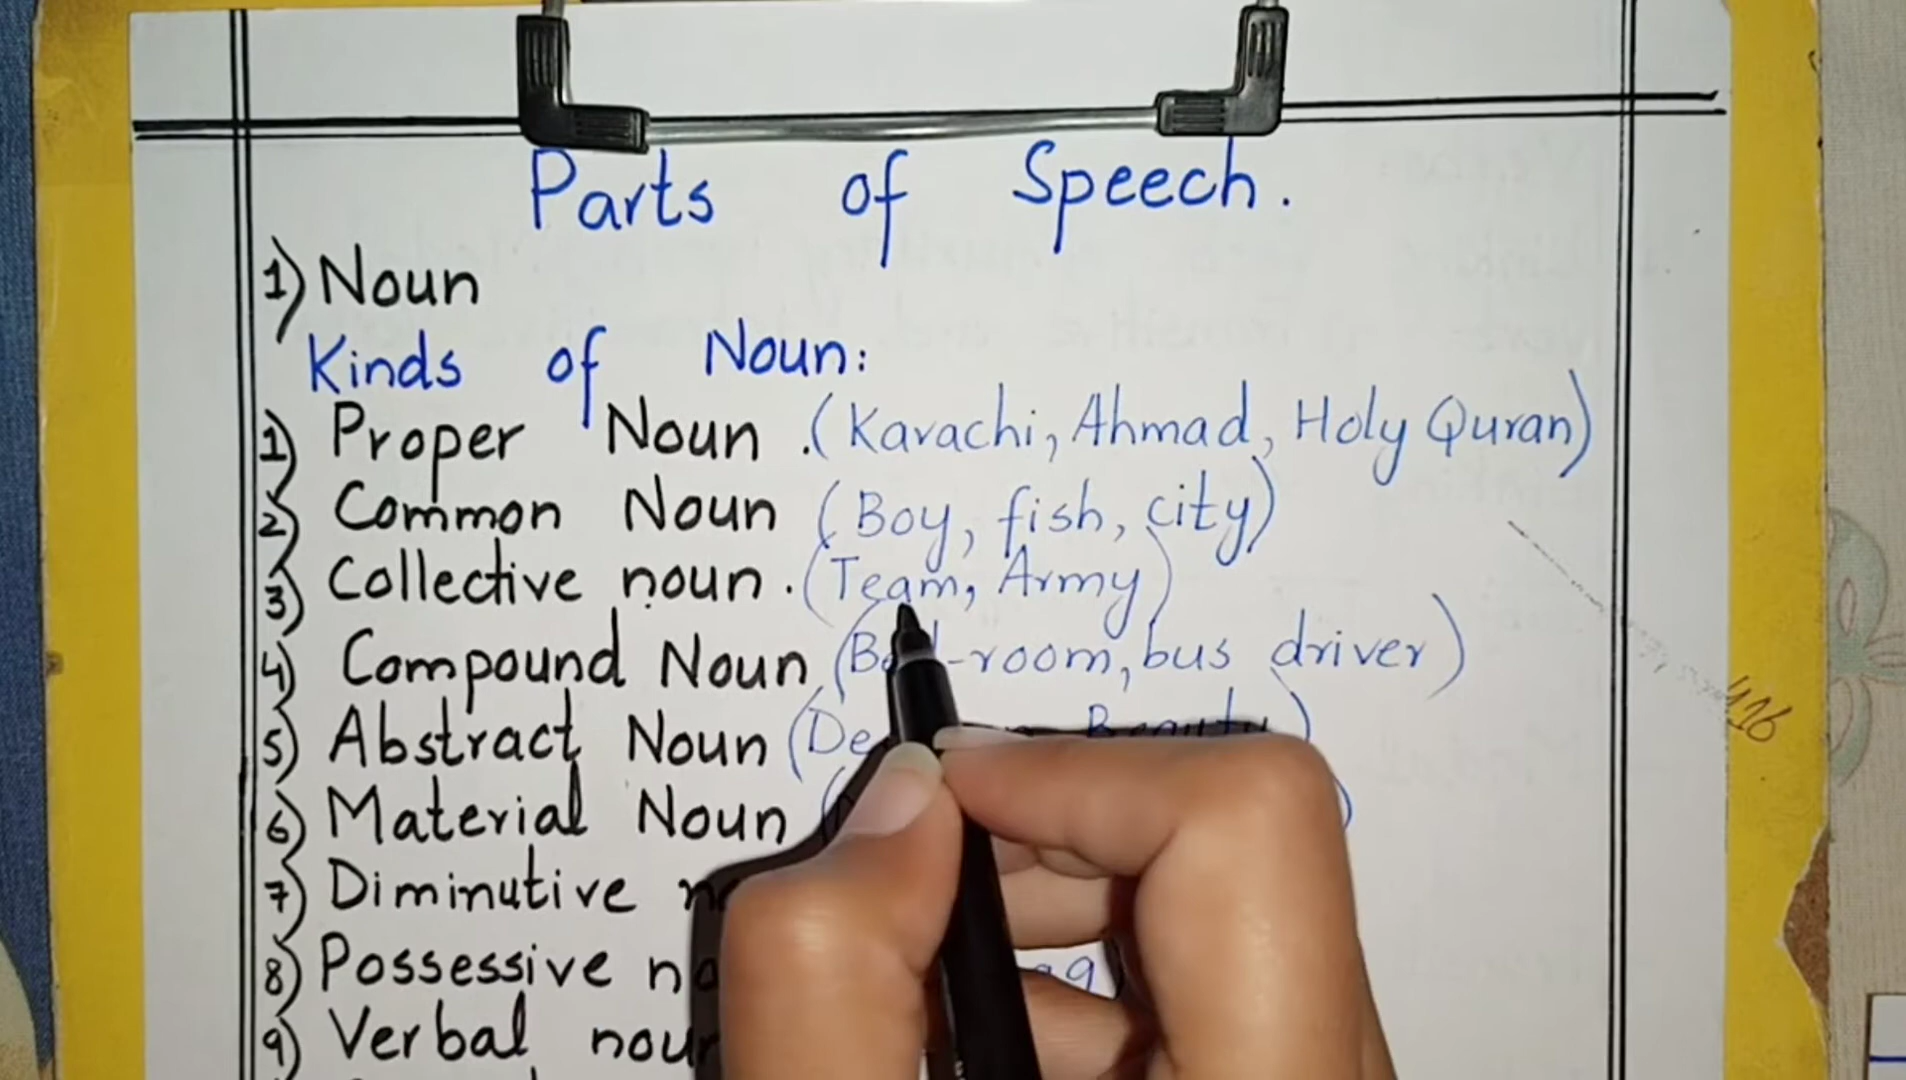 Parts of Speech.
1) Noun
Kinds of Noun:
1) Proper Noun .(Karachi, Ahmad, Holy Quran)
2) Common Noun (Boy, fish, city)
3) Collective noun .(Team, Army)
4) Compound Noun (room, bus driver)
5) Abstract Noun ( Beauty)
6) Material Noun (
7) Diminutive
8) Possessive
9) Verbal